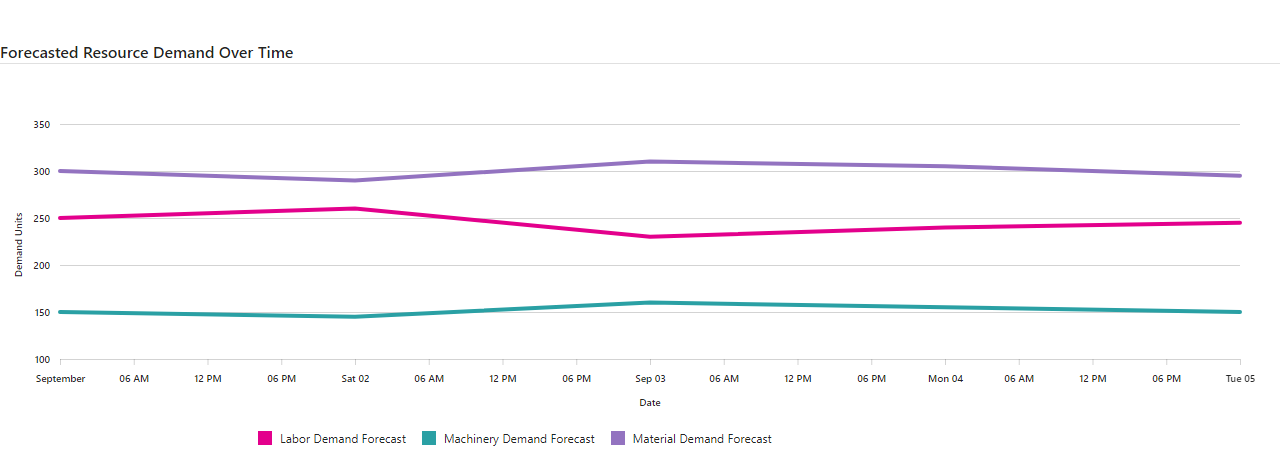 Forecasted Resource Demand Over Time
350
300
250
200
150
100
Demand Units
September 06 AM 12 PM 06 PM Sat 02 06 AM 12 PM 06 PM Sep 03 06 AM 12 PM 06 PM Mon 04 06 AM 12 PM 06 PM Tue 05
Date
Labor Demand Forecast Machinery Demand Forecast Material Demand Forecast